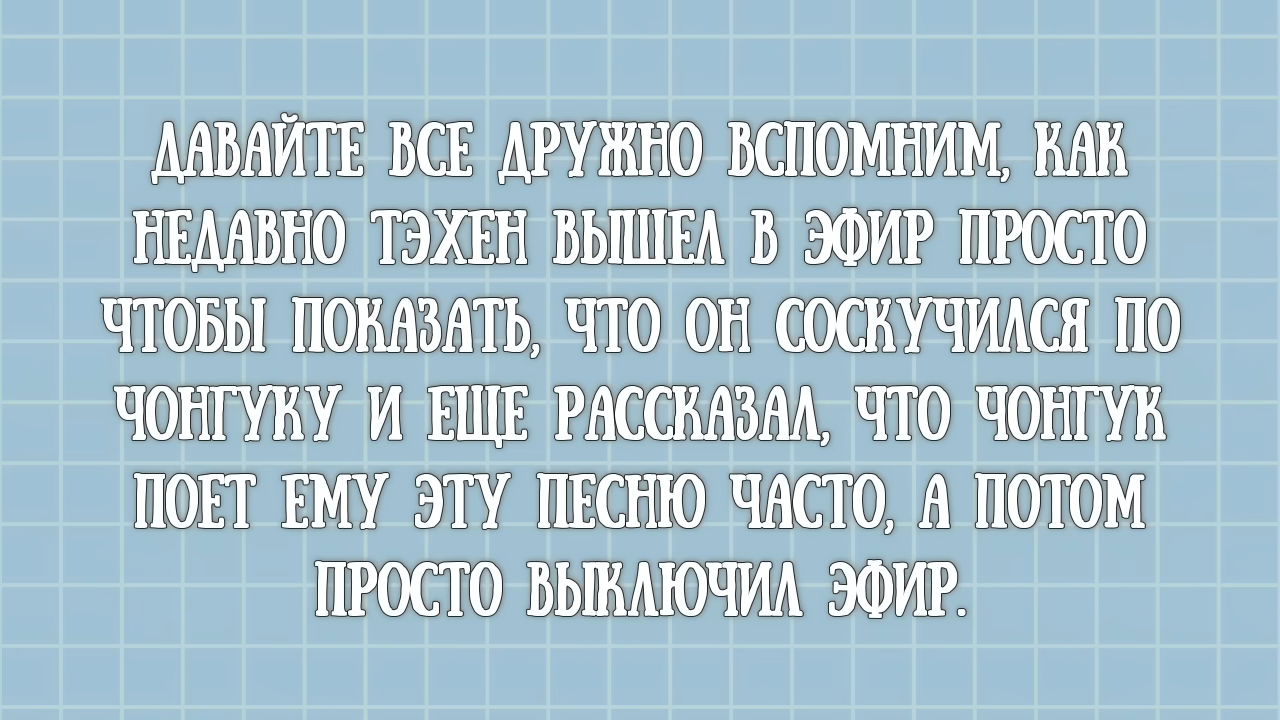 ДАВАЙТЕ ВСЕ ДРУЖНО ВСПОМНИМ, КАК
НЕДАВНО ТЭХЕН ВЫШЕЛ В ЭФИР ПРОСТО
ЧТОБЫ ПОКАЗАТЬ, ЧТО ОН СОСКУЧИЛСЯ ПО
ЧОНГУКУ И ЕЩЕ РАССКАЗАЛ, ЧТО ЧОНГУК
ПОЕТ ЕМУ ЭТУ ПЕСНЮ ЧАСТО, А ПОТОМ
ПРОСТО ВЫКЛЮЧИЛ ЭФИР.